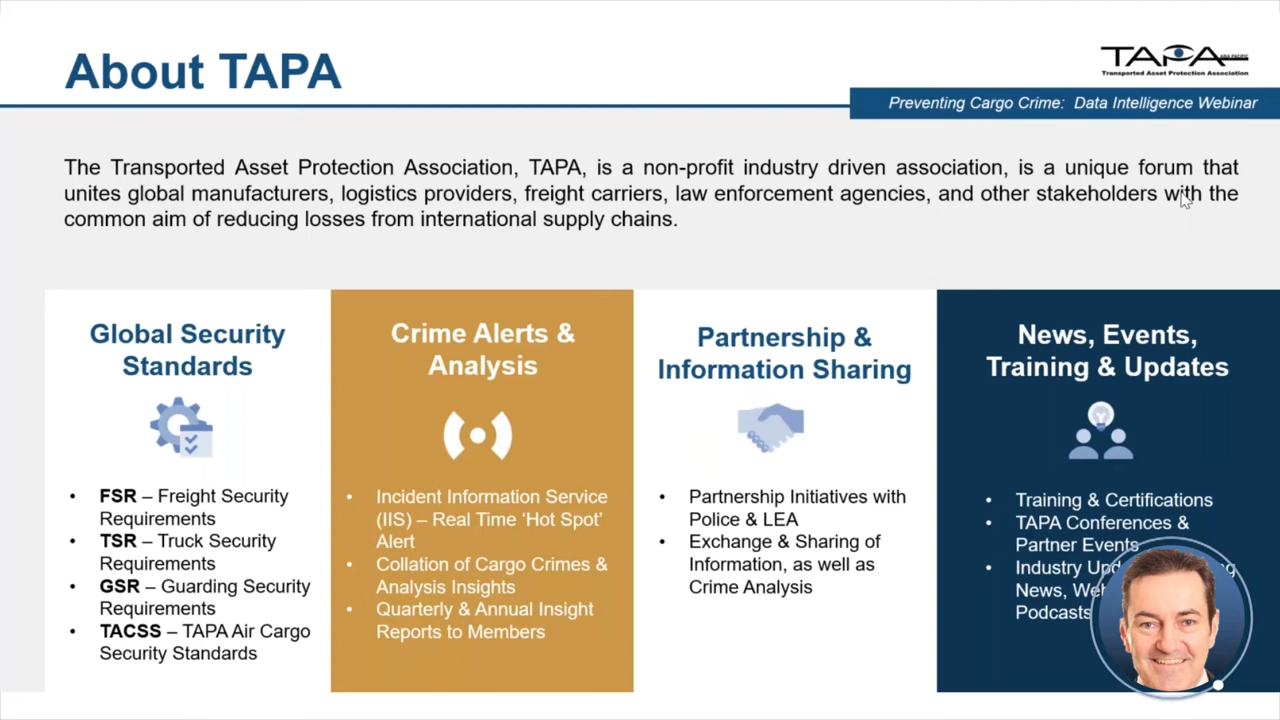 About TAPA
TAPA ASIA PACIFIC
Transported Asset Protection Association
Preventing Cargo Crime: Data Intelligence Webinar
The Transported Asset Protection Association, TAPA, is a non-profit industry driven association, is a unique forum that
unites global manufacturers, logistics providers, freight carriers, law enforcement agencies, and other stakeholders with the
common aim of reducing losses from international supply chains.
Global Security
Standards
• FSR – Freight Security
Requirements
• TSR – Truck Security
Requirements
• GSR – Guarding Security
Requirements
• TACSS – TAPA Air Cargo
Security Standards
Crime Alerts &
Analysis
• Incident Information Service
(IIS) – Real Time ‘Hot Spot’
Alert
• Collation of Cargo Crimes &
Analysis Insights
• Quarterly & Annual Insight
Reports to Members
Partnership &
Information Sharing
• Partnership Initiatives with
Police & LEA
• Exchange & Sharing of
Information, as well as
Crime Analysis
News, Events,
Training & Updates
• Training & Certifications
• TAPA Conferences &
Partner Events
• Industry
News,
Podcasts